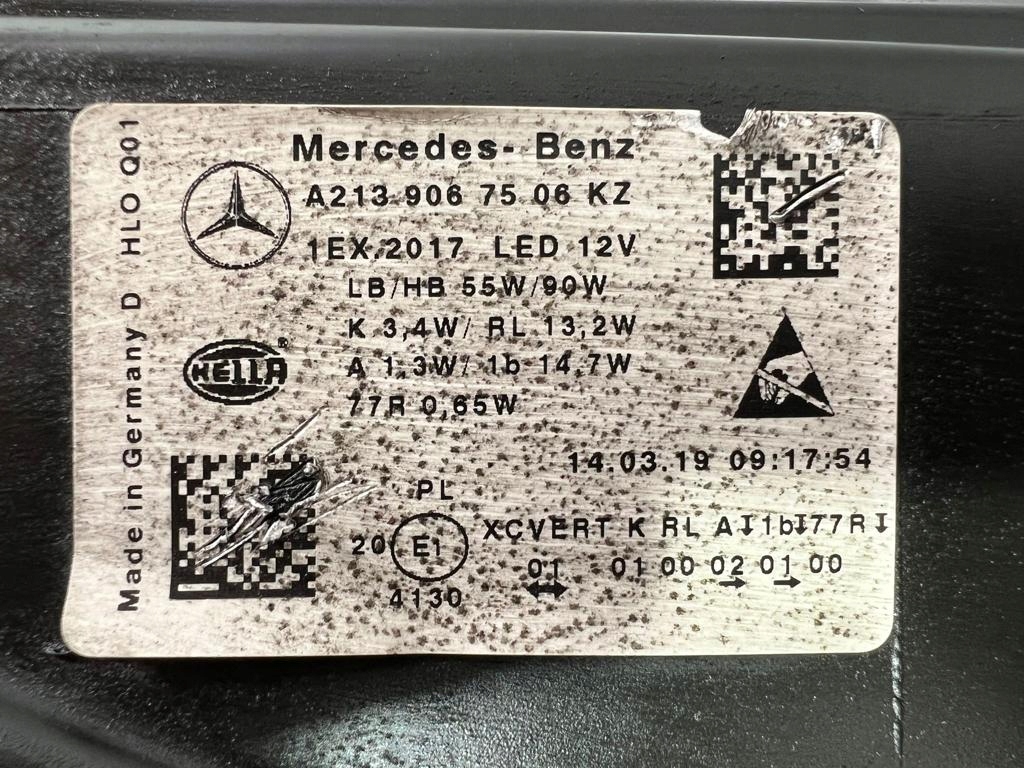 Mercedes- Benz
A213 906 75 06 KZ
1EX.2017 LED 12V
LB/HB 55W/90W
K 3,4W/ RL 13,2W
A 1,3W/ 1b 14,7W
77R 0,65W
HELLA®
Made in Germany D HLO Q01
14.03.19 09:17:54
PL
20 E1
4130
XCVERT K RL A↧1b↧77R↧
01 01 00 02 01 00
↔ → →